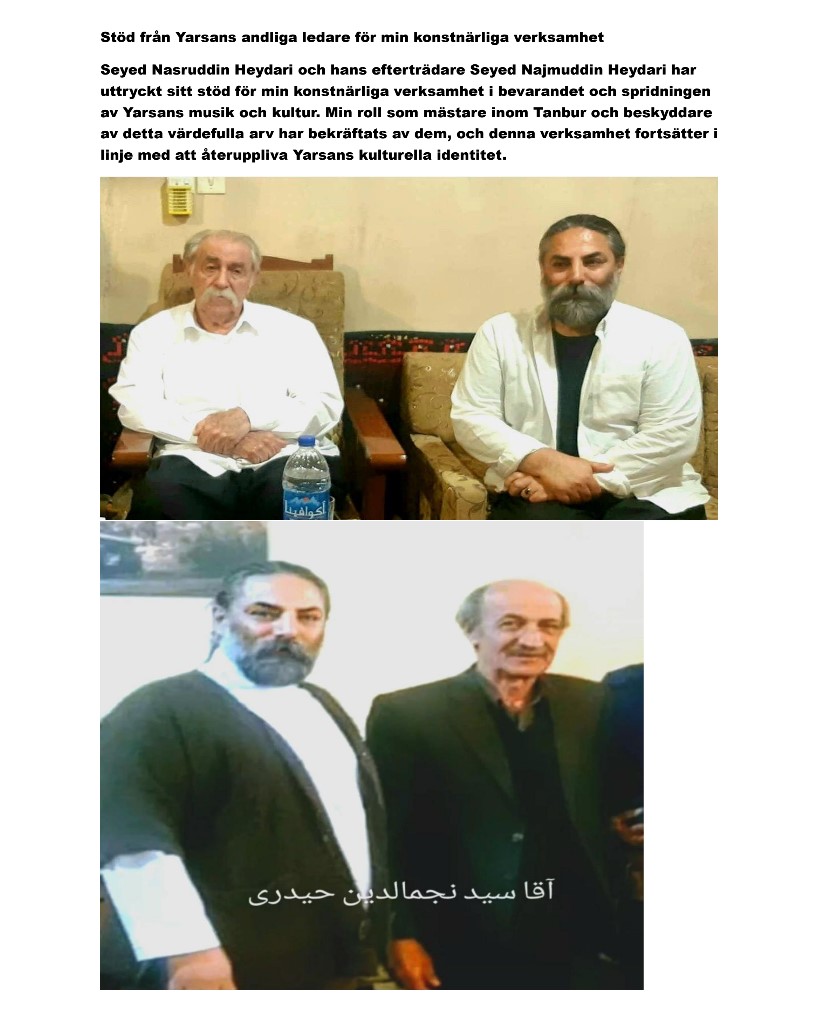 Stöd från Yarsans andliga ledare för min konstnärliga verksamhet
Seyed Nasruddin Heydari och hans efterträdare Seyed Najmuddin Heydari har
uttryckt sitt stöd för min konstnärliga verksamhet i bevarandet och spridningen
av Yarsans musik och kultur. Min roll som mästare inom Tanbur och beskyddare
av detta värdefulla arv har bekräftats av dem, och denna verksamhet fortsätter i
linje med att återuppliva Yarsans kulturella identitet.
أكوافينا
آقا سید نجمالدین حیدری